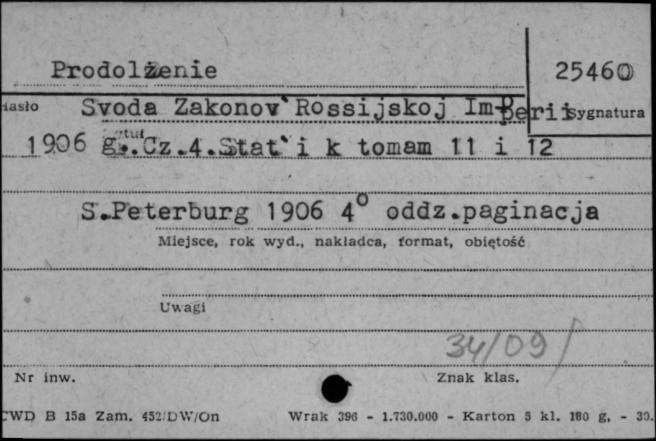 Prodolženie 25460
Hasło Svoda Zakonov Rossijskoj Imperii Sygnatura
1906 g. Cz.4.Stat'i k tomam 11 i 12
S.Peterburg 1906 4° oddz.paginacja
Miejsce, rok wyd., nakładca, format, objętość
Uwagi
34/09
Nr inw. Znak klas.
CWD B 15a Zam. 452/DW/On Wrak 396 - 1.730.000 - Karton 5 kl. 180 g, - 30.